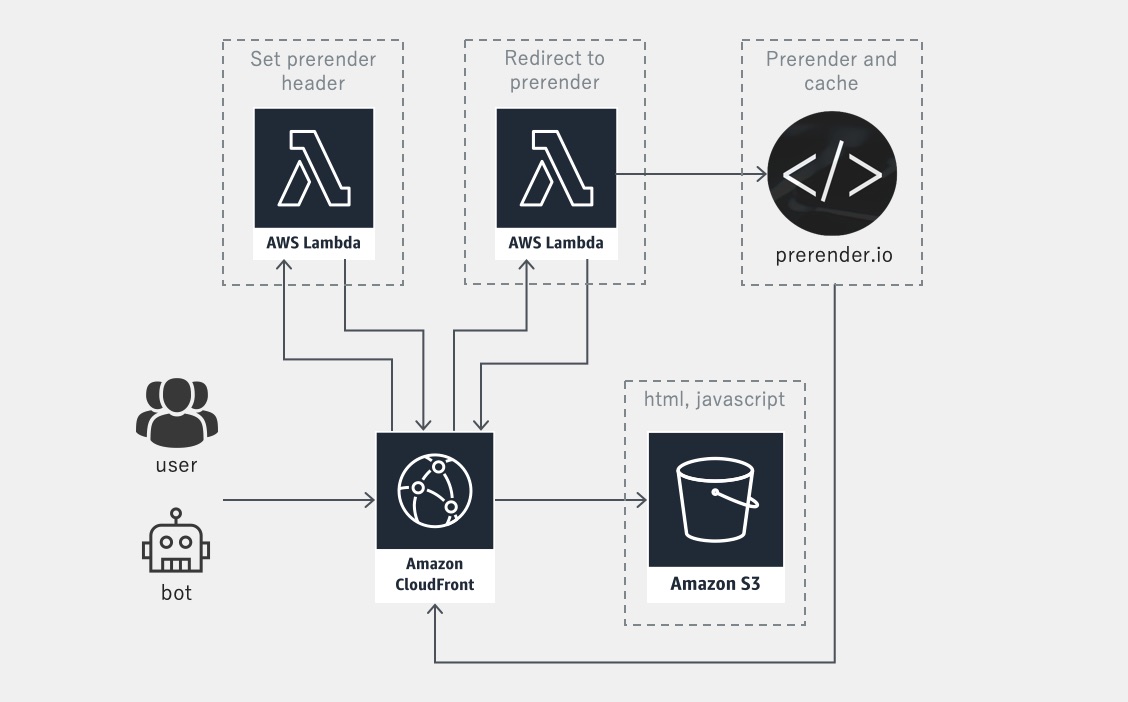 Set prerender
header
AWS Lambda
Redirect to
prerender
AWS Lambda
Prerender and
cache
</>
prerender.io
user
bot
Amazon
CloudFront
html, javascript
Amazon S3